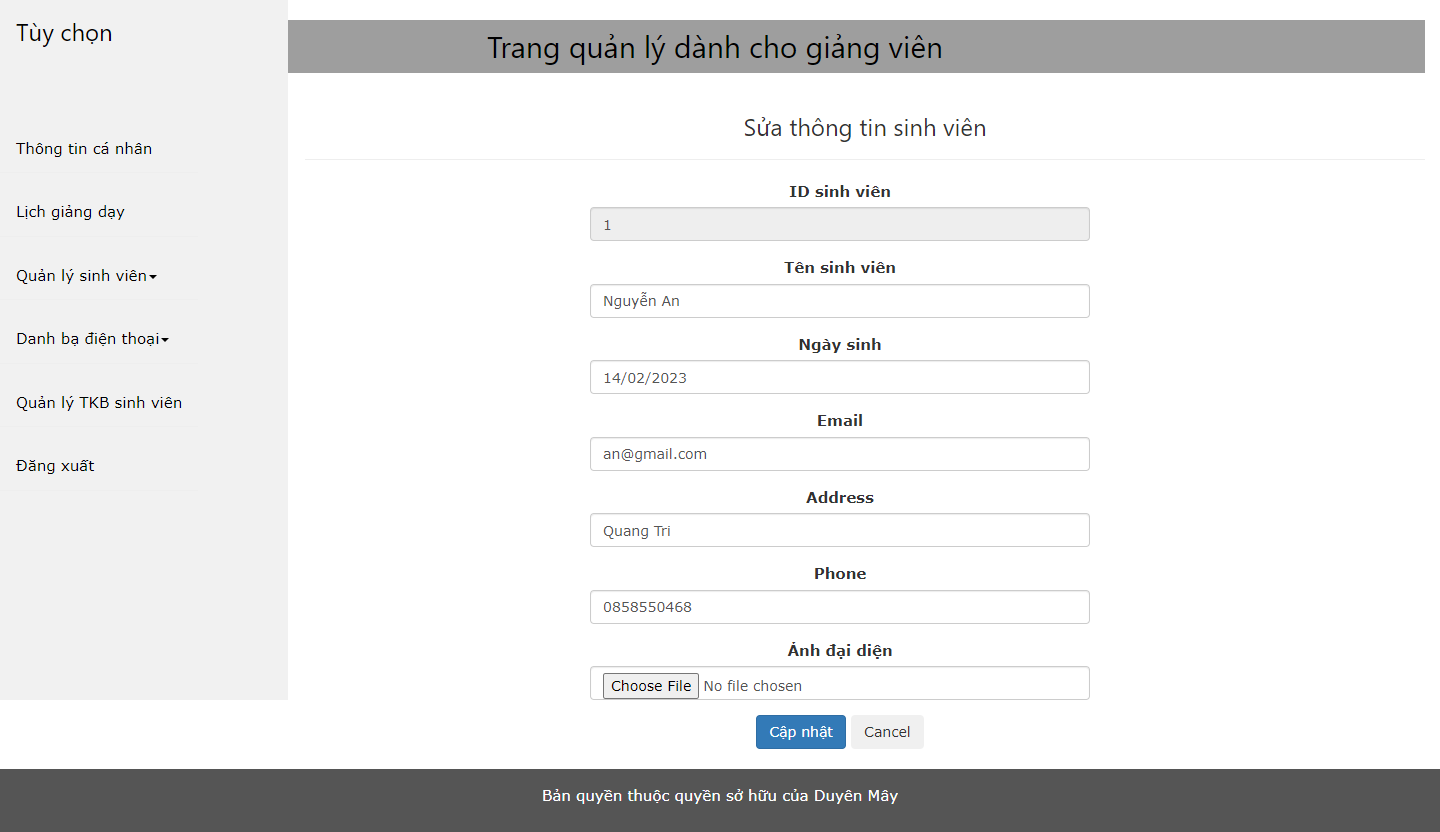 Tùy chọn
Thông tin cá nhân
Lịch giảng dạy
Quản lý sinh viên
Danh bạ điện thoại
Quản lý TKB sinh viên
Đăng xuất
Trang quản lý dành cho giảng viên
Sửa thông tin sinh viên
ID sinh viên
1
Tên sinh viên
Nguyễn An
Ngày sinh
14/02/2023
Email
an@gmail.com
Address
Quang Tri
Phone
0858550468
Ảnh đại diện
Choose File No file chosen
Cập nhật Cancel
Bản quyền thuộc quyền sở hữu của Duyên Mây